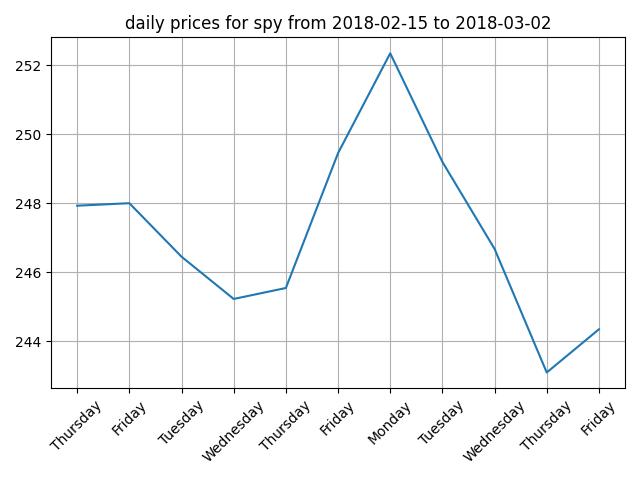 daily prices for spy from 2018-02-15 to 2018-03-02
252
250
248
246
244
Thursday
Friday
Tuesday
Wednesday
Thursday
Friday
Monday
Tuesday
Wednesday
Thursday
Friday